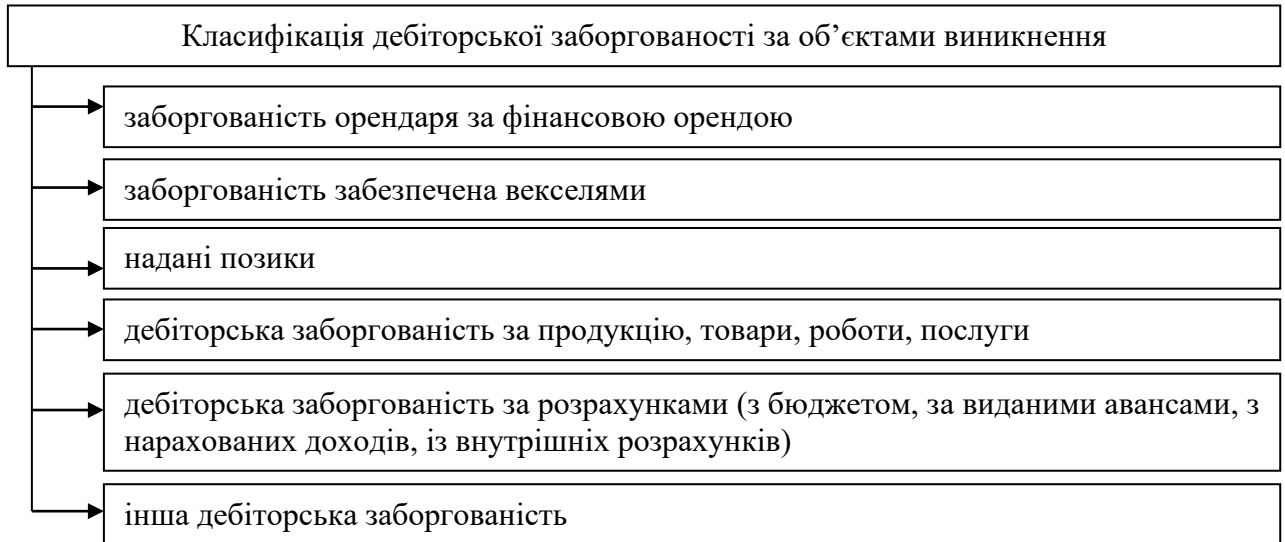 Класифікація дебіторської заборгованості за об’єктами виникнення
заборгованість орендаря за фінансовою орендою
заборгованість забезпечена векселями
надані позики
дебіторська заборгованість за продукцію, товари, роботи, послуги
дебіторська заборгованість за розрахунками (з бюджетом, за виданими авансами, з
нарахованих доходів, із внутрішніх розрахунків)
інша дебіторська заборгованість